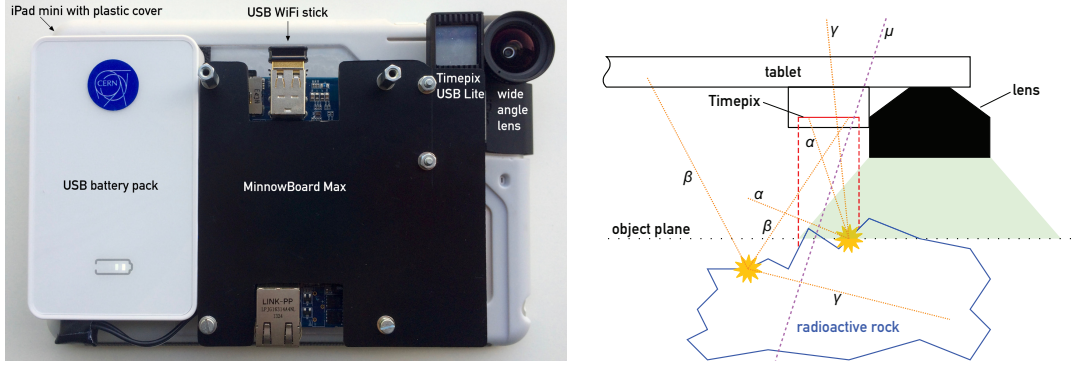 iPad mini with plastic cover
USB WiFi stick
CERN
Timepix
USB Lite
wide
angle
lens
USB battery pack
MinnowBoard Max
LINK-PP
γ
μ
tablet
Timepix
lens
α
β
α
β
object plane
γ
radioactive rock